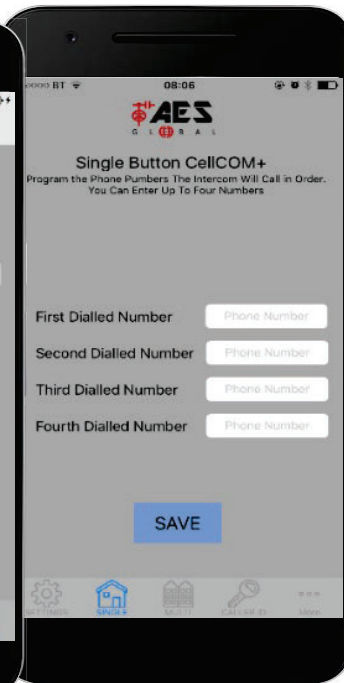 BT 08:06
AES
GLOBAL
Single Button CellCOM+
Program the Phone Pumbers The Intercom Will Call in Order.
You Can Enter Up To Four Numbers
First Dialled Number Phone Number
Second Dialled Number Phone Number
Third Dialled Number Phone Number
Fourth Dialled Number Phone Number
SAVE
SETTINGS SINGLE MULTI CALLER ID More